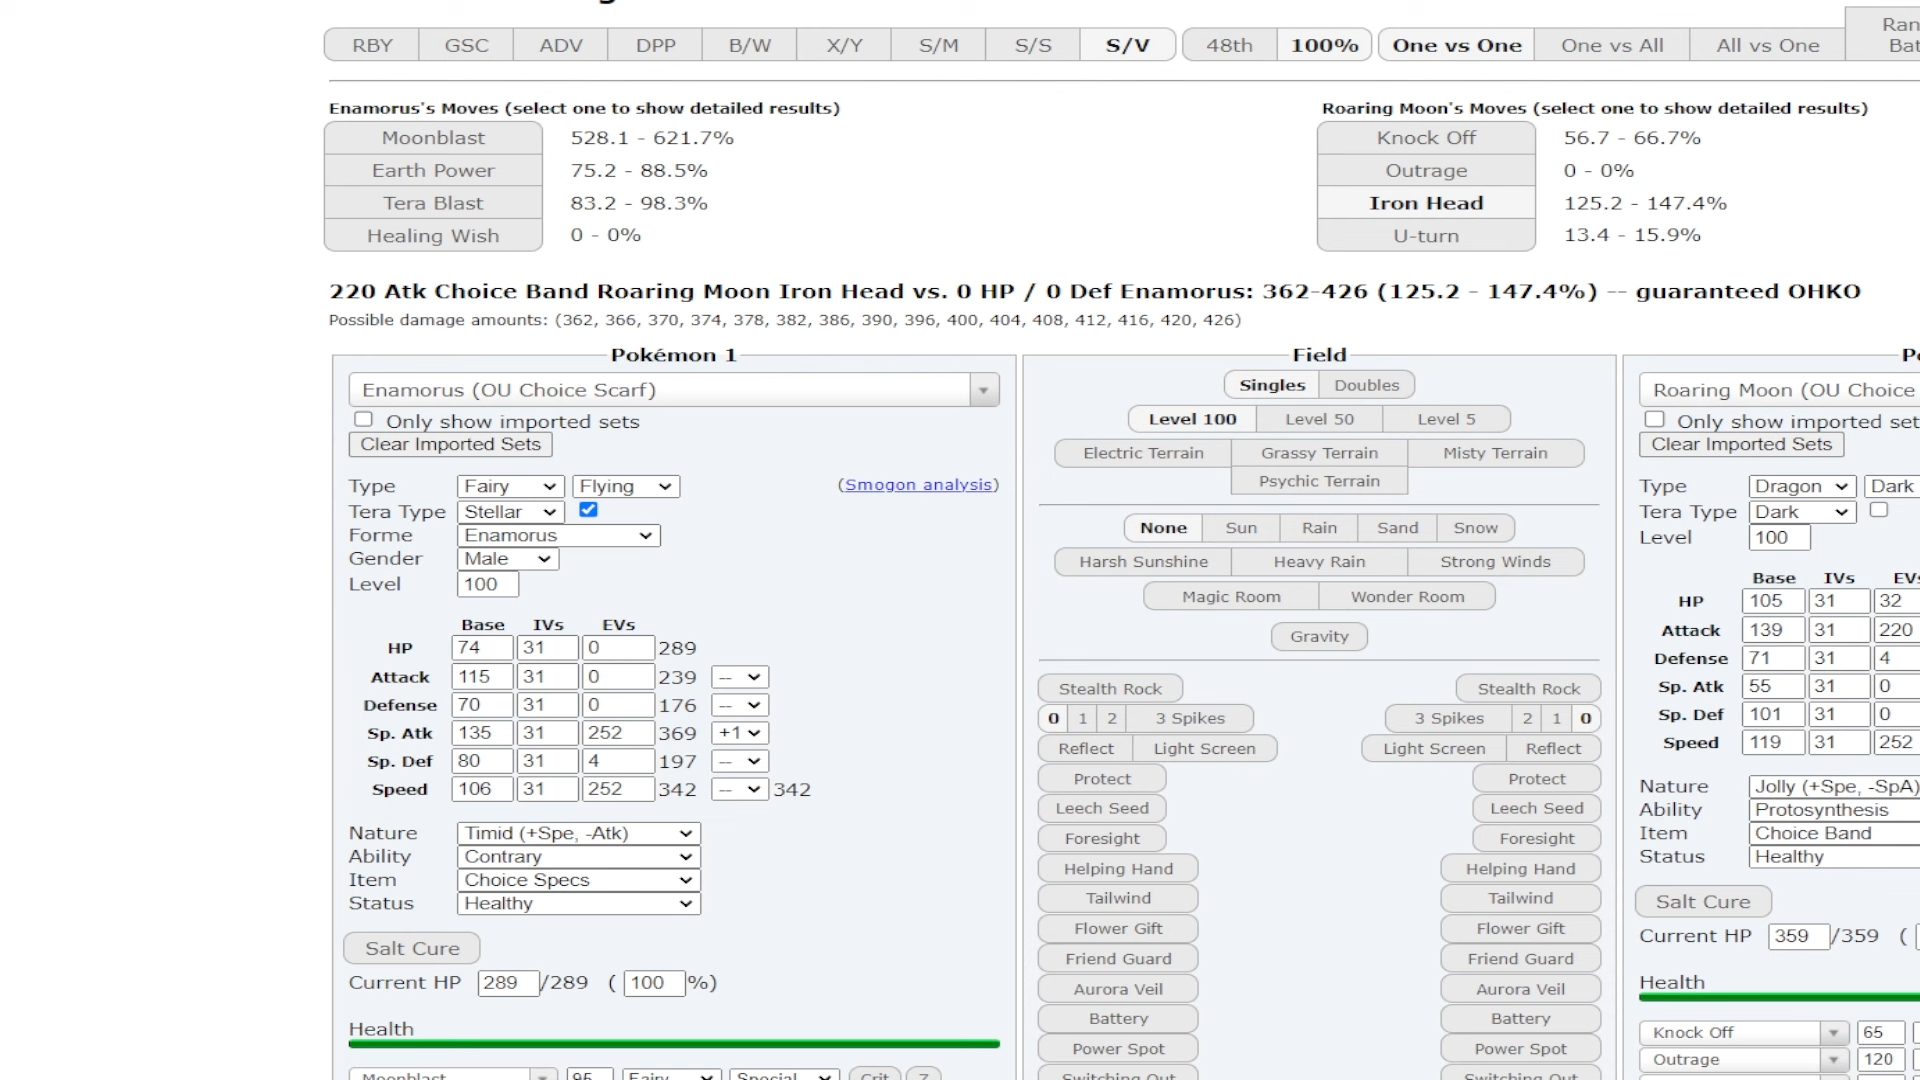 RBY GSC ADV DPP B/W X/Y S/M S/S S/V 48th 100% One vs One One vs All All vs One Ran
Bat
Enamorus's Moves (select one to show detailed results) Roaring Moon's Moves (select one to show detailed results)
Moonblast 528.1 - 621.7% Knock Off 56.7 - 66.7%
Earth Power 75.2 - 88.5% Outrage 0 - 0%
Tera Blast 83.2 - 98.3% Iron Head 125.2 - 147.4%
Healing Wish 0 - 0% U-turn 13.4 - 15.9%
220 Atk Choice Band Roaring Moon Iron Head vs. 0 HP / 0 Def Enamorus: 362-426 (125.2 - 147.4%) -- guaranteed OHKO
Possible damage amounts: (362, 366, 370, 374, 378, 382, 386, 390, 396, 400, 404, 408, 412, 416, 420, 426)
Pokémon 1
Enamorus (OU Choice Scarf)
Only show imported sets
Clear Imported Sets
Type Fairy Flying (Smogon analysis)
Tera Type Stellar
Forme Enamorus
Gender Male
Level 100
Base IVs EVs
HP 74 31 0 289
Attack 115 31 0 239 --
Defense 70 31 0 176 --
Sp. Atk 135 31 252 369 +1
Sp. Def 80 31 4 197 --
Speed 106 31 252 342 -- 342
Nature Timid (+Spe, -Atk)
Ability Contrary
Item Choice Specs
Status Healthy
Salt Cure
Current HP 289 /289 ( 100 %)
Health
Moonblast 95 Fairy Special Crit Z
Field
Singles Doubles
Level 100 Level 50 Level 5
Electric Terrain Grassy Terrain Misty Terrain
Psychic Terrain
None Sun Rain Sand Snow
Harsh Sunshine Heavy Rain Strong Winds
Magic Room Wonder Room
Gravity
Stealth Rock Stealth Rock
0 1 2 3 Spikes 3 Spikes 2 1 0
Reflect Light Screen Light Screen Reflect
Protect Protect
Leech Seed Leech Seed
Foresight Foresight
Helping Hand Helping Hand
Tailwind Tailwind
Flower Gift Flower Gift
Friend Guard Friend Guard
Aurora Veil Aurora Veil
Battery Battery
Power Spot Power Spot
Switching Out Switching Out
Po
Roaring Moon (OU Choice
Only show imported set
Clear Imported Sets
Type Dragon Dark
Tera Type Dark
Level 100
Base IVs EVs
HP 105 31 32
Attack 139 31 220
Defense 71 31 4
Sp. Atk 55 31 0
Sp. Def 101 31 0
Speed 119 31 252
Nature Jolly (+Spe, -SpA)
Ability Protosynthesis
Item Choice Band
Status Healthy
Salt Cure
Current HP 359 /359 (
Health
Knock Off 65
Outrage 120